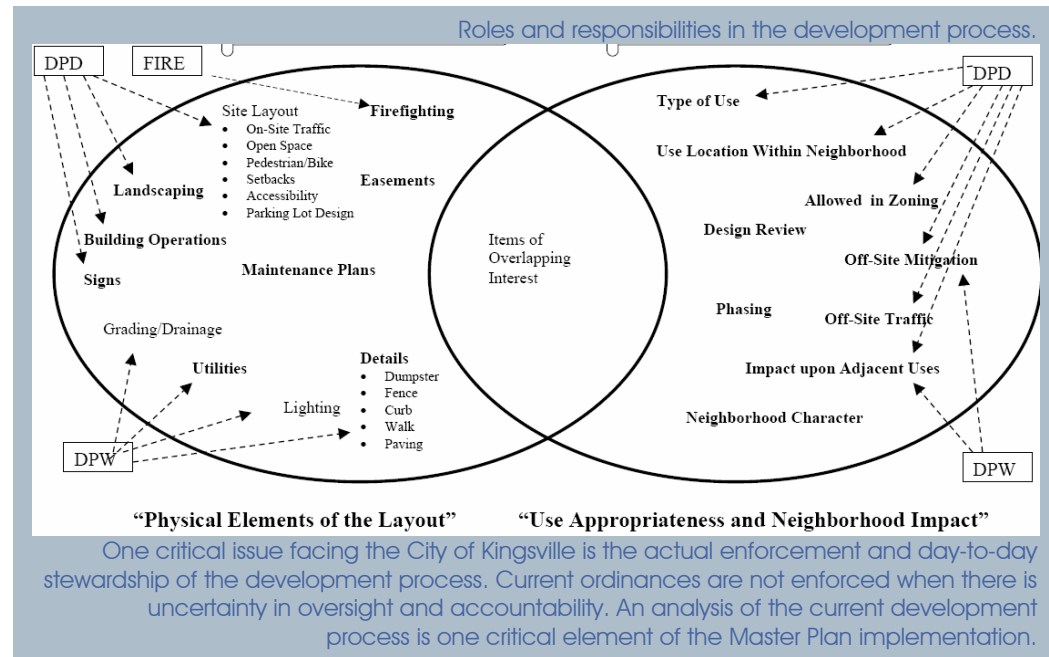 Roles and responsibilities in the development process.
DPD
FIRE
DPD
Site Layout
• On-Site Traffic
• Open Space
• Pedestrian/Bike
• Setbacks
• Accessibility
• Parking Lot Design
Firefighting
Easements
Landscaping
Building Operations
Signs
Maintenance Plans
Grading/Drainage
Utilities
Lighting
Details
• Dumpster
• Fence
• Curb
• Walk
• Paving
DPW
Items of
Overlapping
Interest
Type of Use
Use Location Within Neighborhood
Allowed in Zoning
Design Review
Off-Site Mitigation
Phasing
Off-Site Traffic
Impact upon Adjacent Uses
Neighborhood Character
DPW
“Physical Elements of the Layout”
“Use Appropriateness and Neighborhood Impact”
One critical issue facing the City of Kingsville is the actual enforcement and day-to-day
stewardship of the development process. Current ordinances are not enforced when there is
uncertainty in oversight and accountability. An analysis of the current development
process is one critical element of the Master Plan implementation.